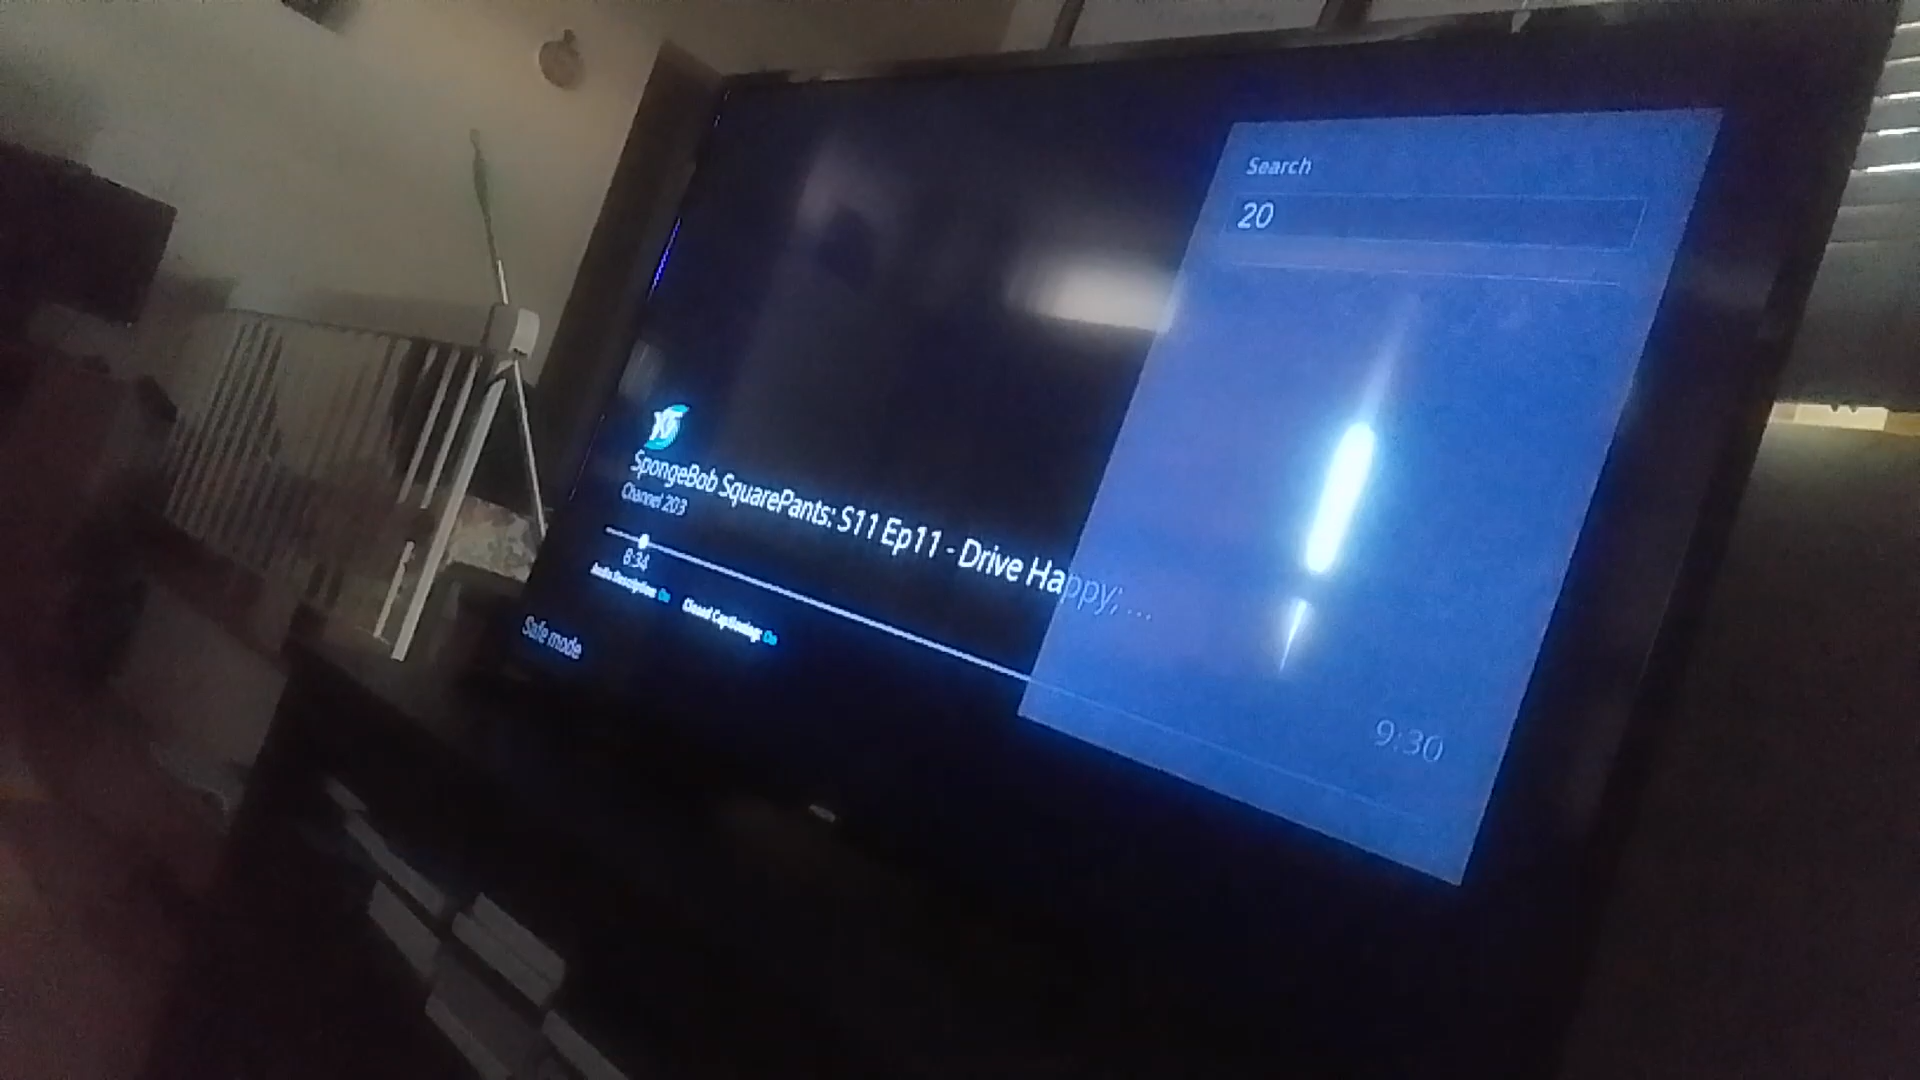 Search
20
SpongeBob SquarePants: S11 Ep11 - Drive Happy; ...
Channel 203
8:34
9:30
Audio Description: On Closed Captioning: On
Safe mode